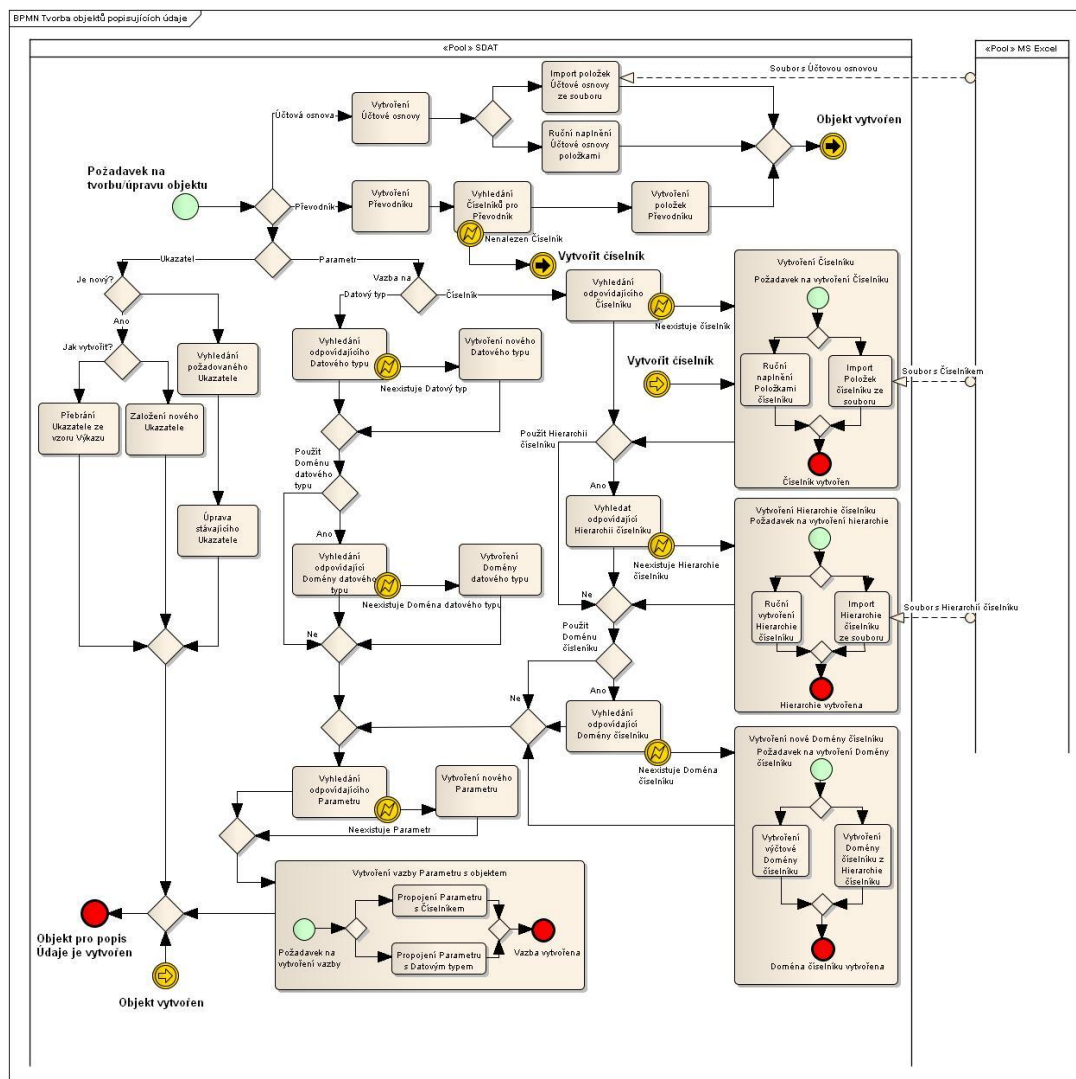 BPMN Tvorba objektů popisujících údaje
«Pool» SDAT
«Pool» MS Excel
Soubor s Účtovou osnovou
Import položek
Účtové osnovy
ze souboru
Vytvoření
Účtové osnovy
Účtová osnova
Objekt vytvořen
Ruční naplnění
Účtové osnovy
položkami
Požadavek na
tvorbu/úpravu objektu
Převodník
Vytvoření
Převodníku
Vyhledání
Číselníků pro
Převodník
Vytvoření
položek
Převodníku
Nenalezen Číselník
Vytvořit číselník
Ukazatel
Parametr
Je nový?
Vazba na
Datový typ
Číselník
Vyhledání
odpovídajícího
Číselníku
Neexistuje číselník
Vytvoření Číselníku
Požadavek na vytvoření Číselníku
Ano
Jak vytvořit?
Vyhledání
požadovaného
Ukazatele
Vyhledání
odpovídajícího
Datového typu
Vytvoření nového
Datového typu
Neexistuje Datový typ
Vytvořit číselník
Ruční
naplnění
Položkami
číselníku
Import
Položek
číselníku ze
souboru
Soubor s Číselníkem
Přebrání
Ukazatele ze
vzoru Výkazu
Založení nového
Ukazatele
Použít Hierarchii
číselníku
Použít
Doménu
datového
typu
Číselník vytvořen
Ano
Úprava
stávajícího
Ukazatele
Vyhledat
odpovídající
Hierarchii číselníku
Vytvoření Hierarchie číselníku
Požadavek na vytvoření hierarchie
Ano
Vyhledání
odpovídající
Domény datového
typu
Vytvoření
Domény
datového typu
Neexistuje Hierarchie
číselníku
Neexistuje Doména datového typu
Ne
Ruční
vytvoření
Hierarchie
číselníku
Import
Hierarchie
číselníku
ze souboru
Soubor s Hierarchií číselníku
Ne
Použít
Doménu
čísleníku
Ano
Ne
Hierarchie vytvořena
Vyhledání
odpovídající
Domény číselníku
Vytvoření nové Domény číselníku
Požadavek na vytvoření Domény
číselníku
Neexistuje Doména
číselníku
Vyhledání
odpovídajícího
Parametru
Vytvoření nového
Parametru
Neexistuje Parametr
Vytvoření
výčtové
Domény
číselníku
Vytvoření
Domény
číselníku z
Hierarchie
číselníku
Vytvoření vazby Parametru s objektem
Propojení Parametru
s Číselníkem
Požadavek na
vytvoření vazby
Propojení Parametru
s Datovým typem
Vazba vytvořena
Doména číselníku vytvořena
Objekt pro popis
Údaje je vytvořen
Objekt vytvořen